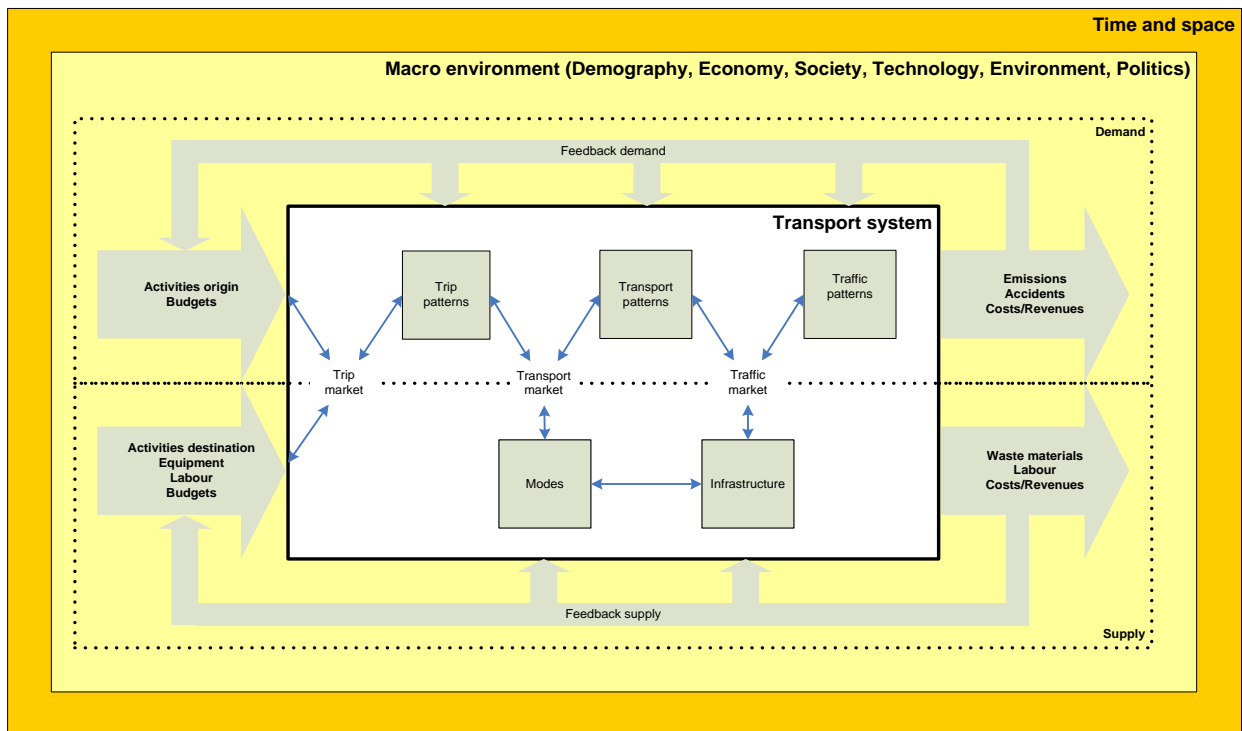 Time and space
Macro environment (Demography, Economy, Society, Technology, Environment, Politics)
Demand
Feedback demand
Transport system
Activities origin
Budgets
Trip
patterns
Transport
patterns
Traffic
patterns
Emissions
Accidents
Costs/Revenues
Trip
market
Transport
market
Traffic
market
Activities destination
Equipment
Labour
Budgets
Modes
Infrastructure
Waste materials
Labour
Costs/Revenues
Feedback supply
Supply